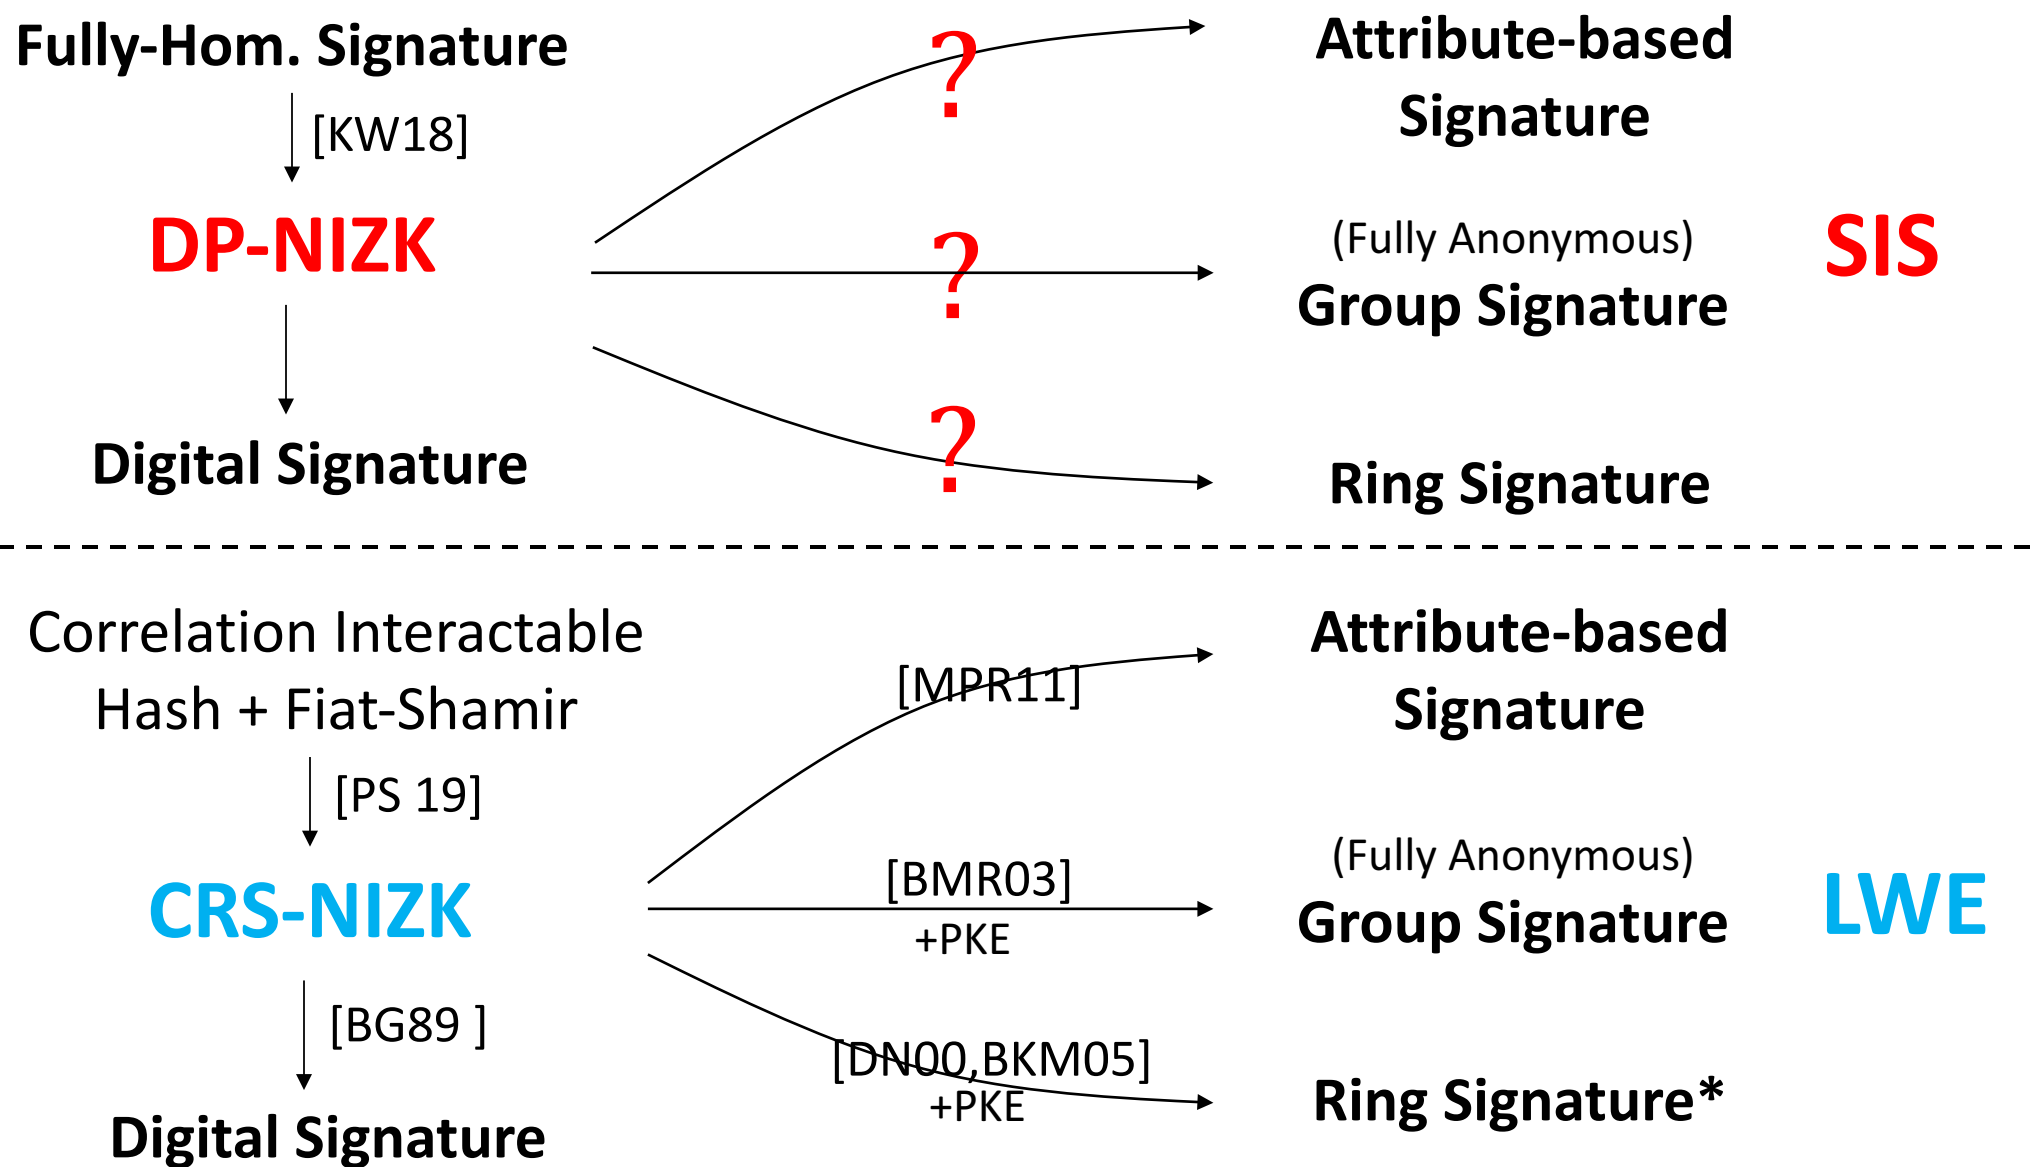 Fully-Hom. Signature
[KW18]
DP-NIZK
Digital Signature
?
?
?
Attribute-based
Signature
(Fully Anonymous)
Group Signature
Ring Signature
SIS
Correlation Interactable
Hash + Fiat-Shamir
[PS 19]
CRS-NIZK
[BG89 ]
Digital Signature
[MPR11]
[BMR03]
+PKE
[DN00,BKM05]
+PKE
Attribute-based
Signature
(Fully Anonymous)
Group Signature
Ring Signature*
LWE